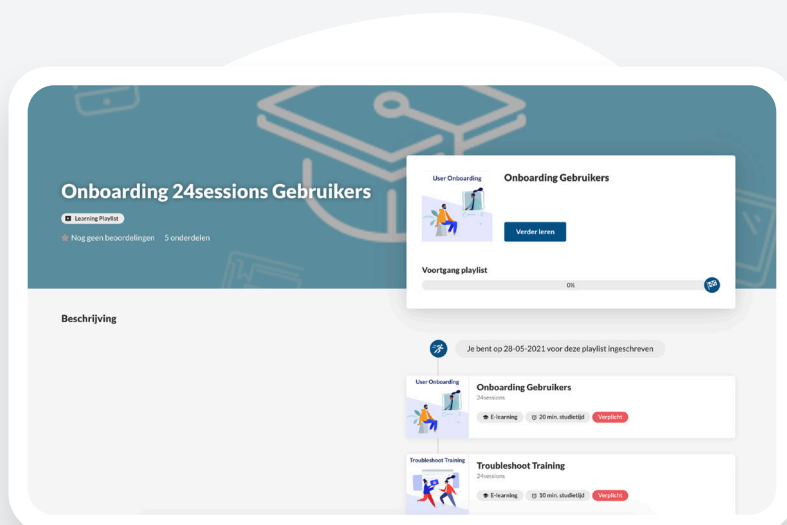 Onboarding 24sessions Gebruikers
Learning Playlist
Nog geen beoordelingen 5 onderdelen
User Onboarding
Onboarding Gebruikers
Verder leren
Voortgang playlist
0%
Beschrijving
Je bent op 28-05-2021 voor deze playlist ingeschreven
User Onboarding
Onboarding Gebruikers
24sessions
E-learning 20 min. studietijd Verplicht
Troubleshoot Training
Troubleshoot Training
24sessions
E-learning 10 min. studietijd Verplicht